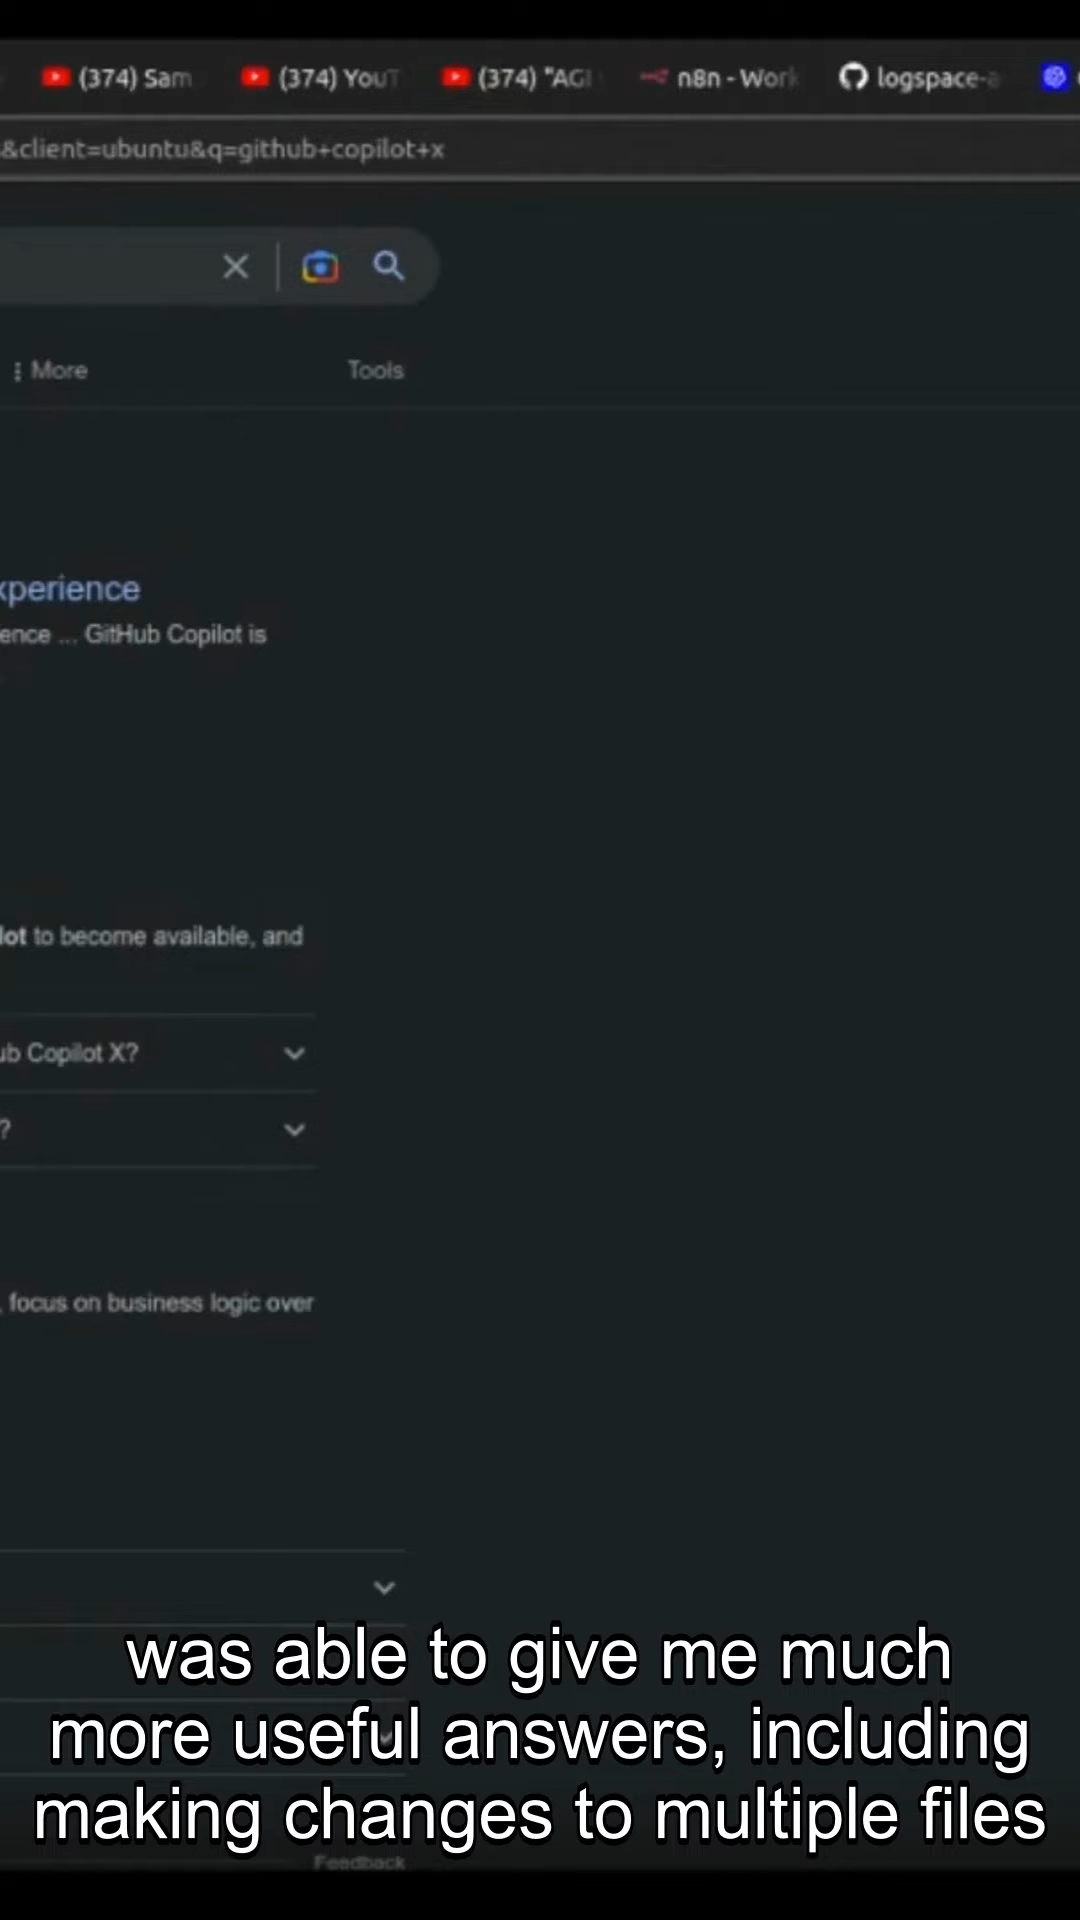 (374) Sam (374) YouT (374) "AGI n8n - Work logspace-a
&client=ubuntu&q=github+copilot+x
More Tools
xperience
ence ... GitHub Copilot is
lot to become available, and
ub Copilot X?
?
, focus on business logic over
was able to give me much
more useful answers, including
making changes to multiple files
Feedback